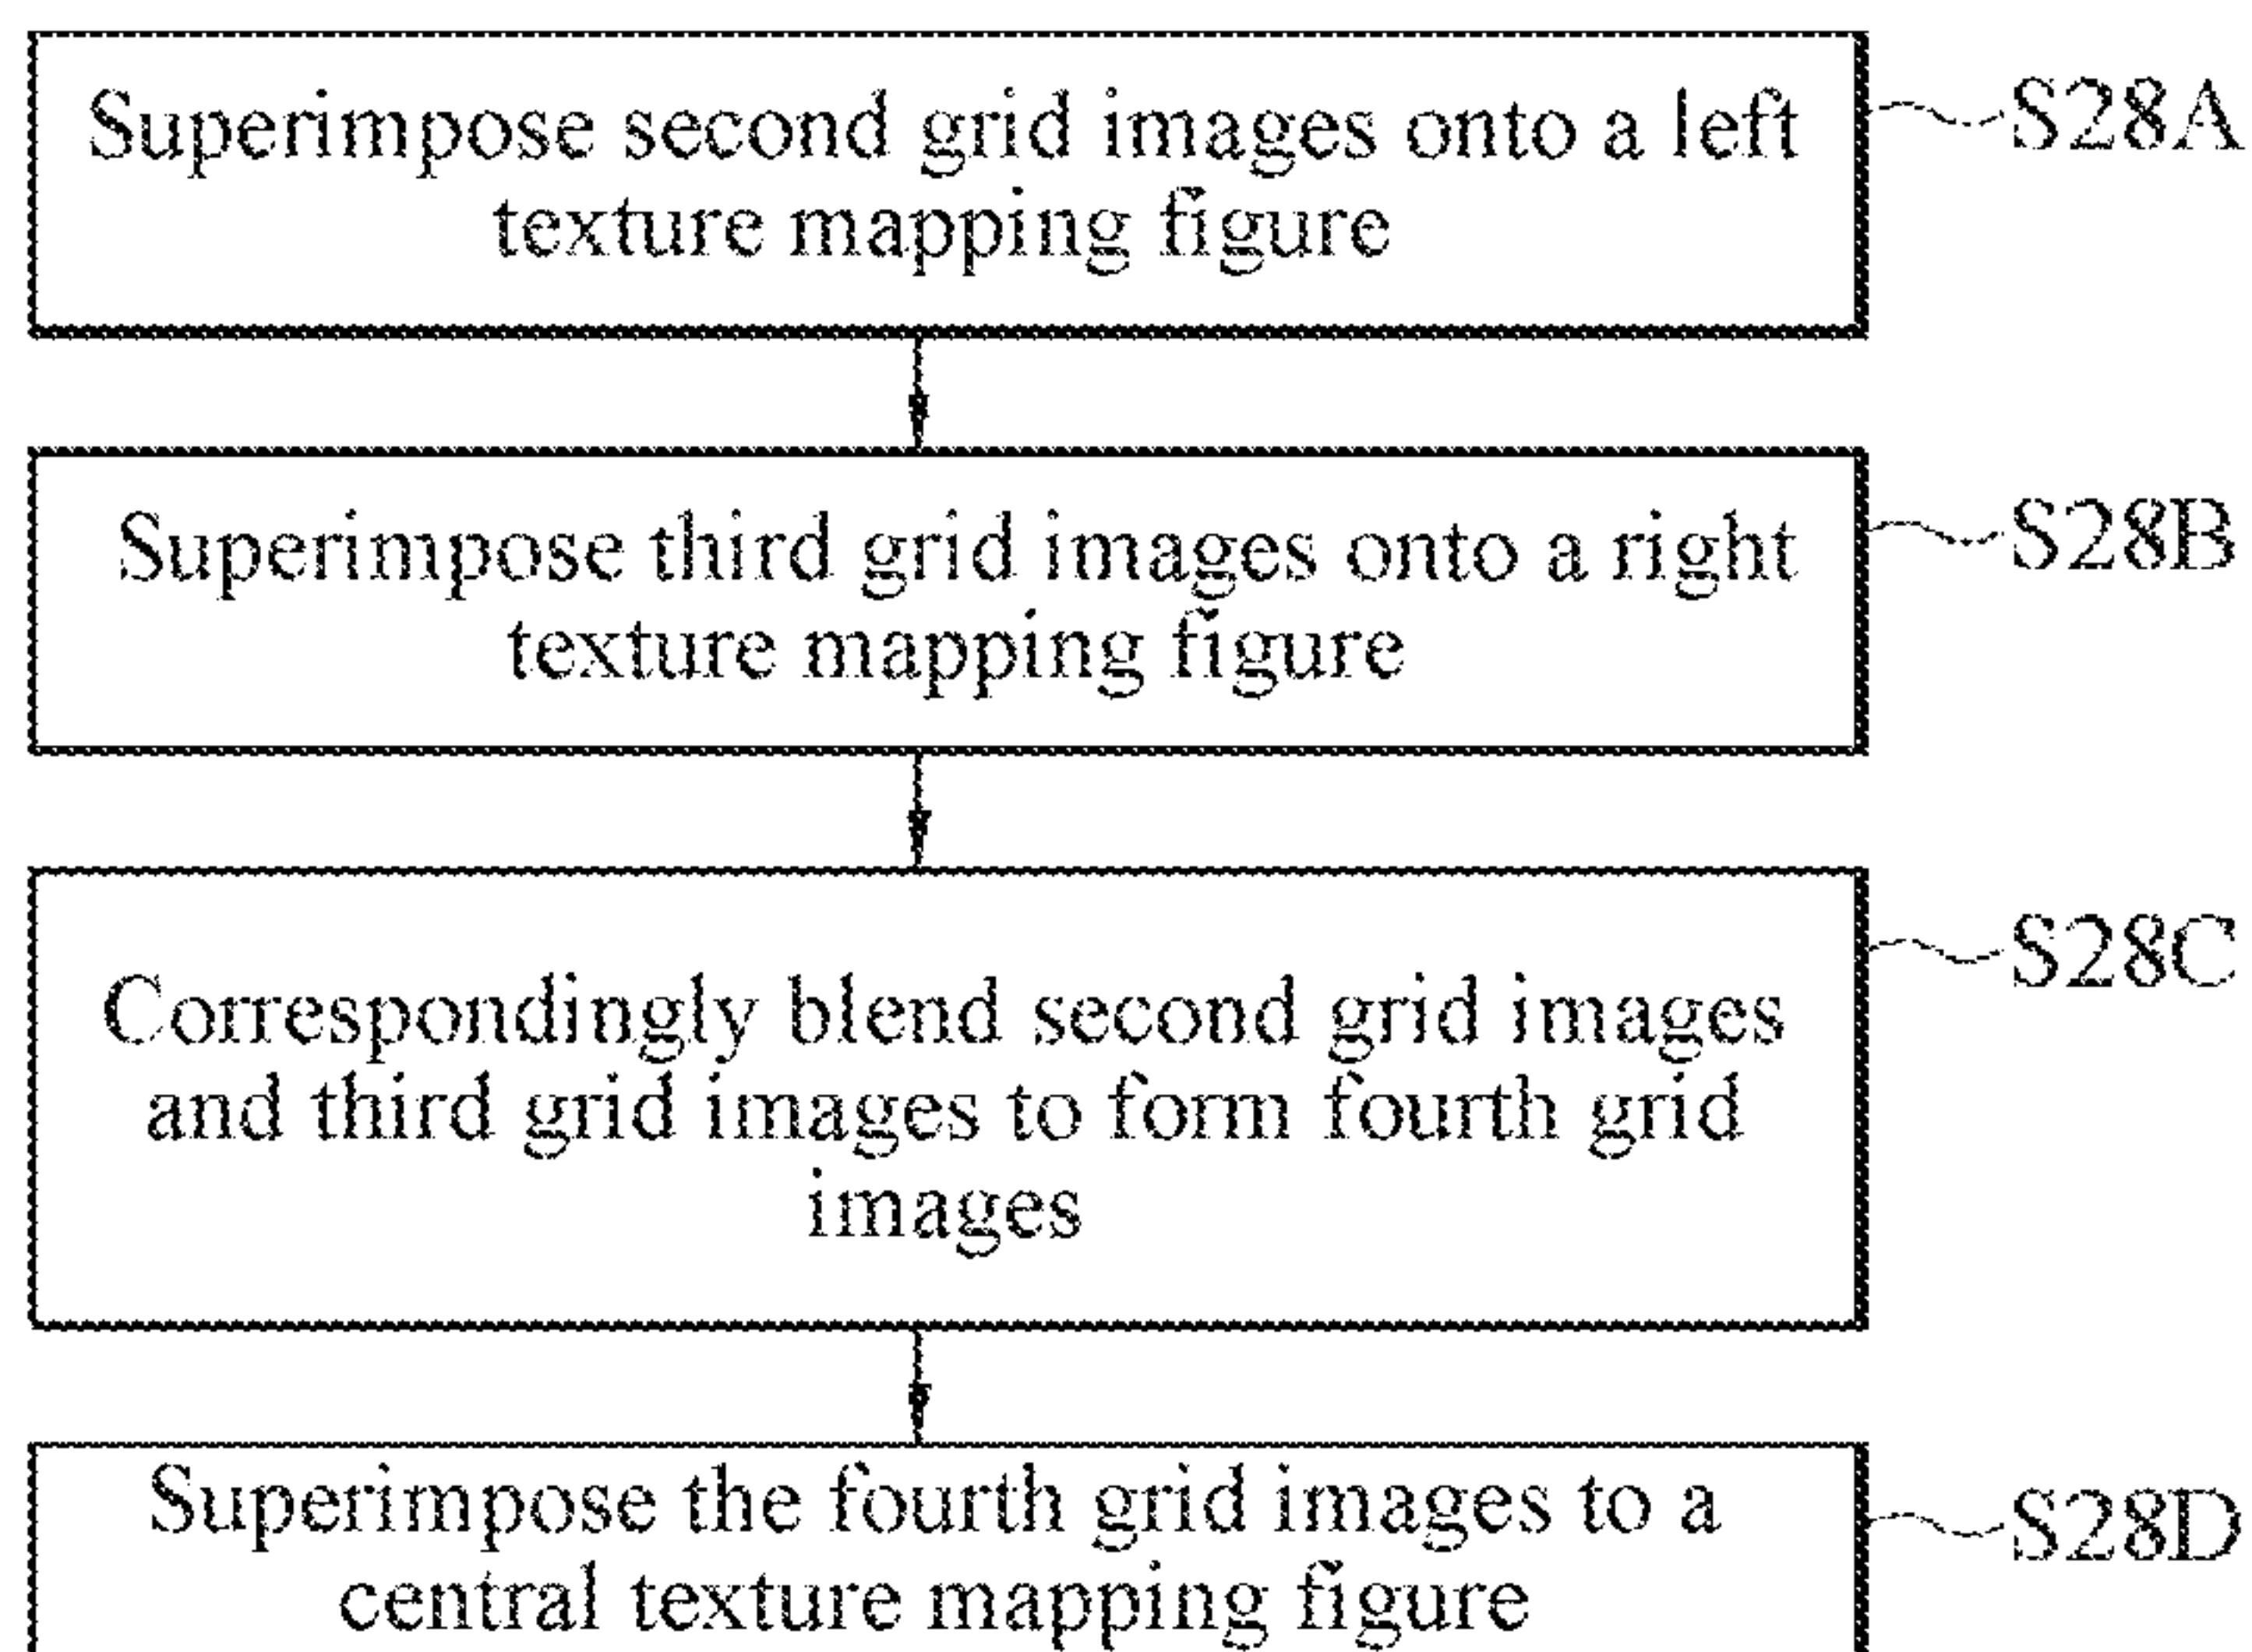 Superimpose second grid images onto a left
texture mapping figure
S28A
Superimpose third grid images onto a right
texture mapping figure
S28B
Correspondingly blend second grid images
and third grid images to form fourth grid
images
S28C
Superimpose the fourth grid images to a
central texture mapping figure
S28D